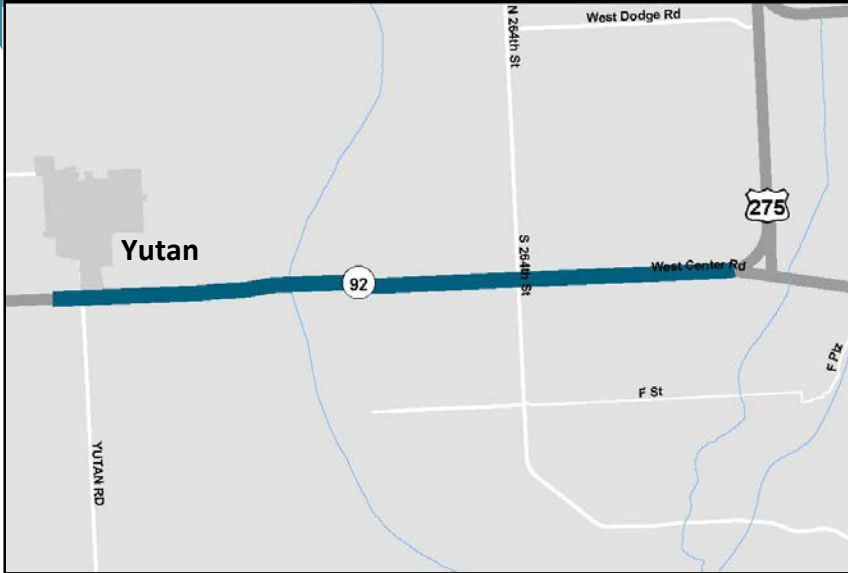 West Dodge Rd
N 264th St
275
Yutan
S 264th St
West Center Rd
92
F Plz
F St
YUTAN RD